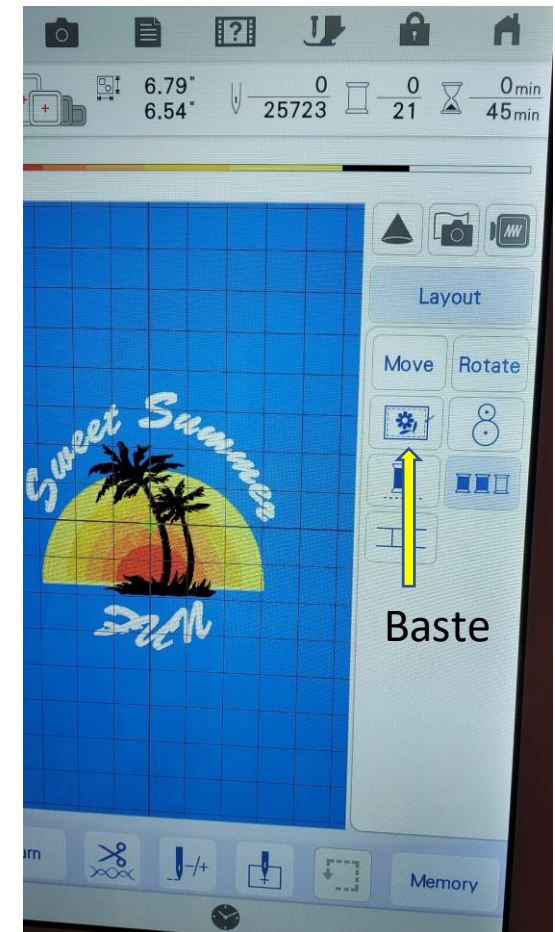 ?
6.79"
0
0
0 min
6.54"
25723
21
45 min
Layout
Move
Rotate
Sweet Summer
Baste
-/+
Memory